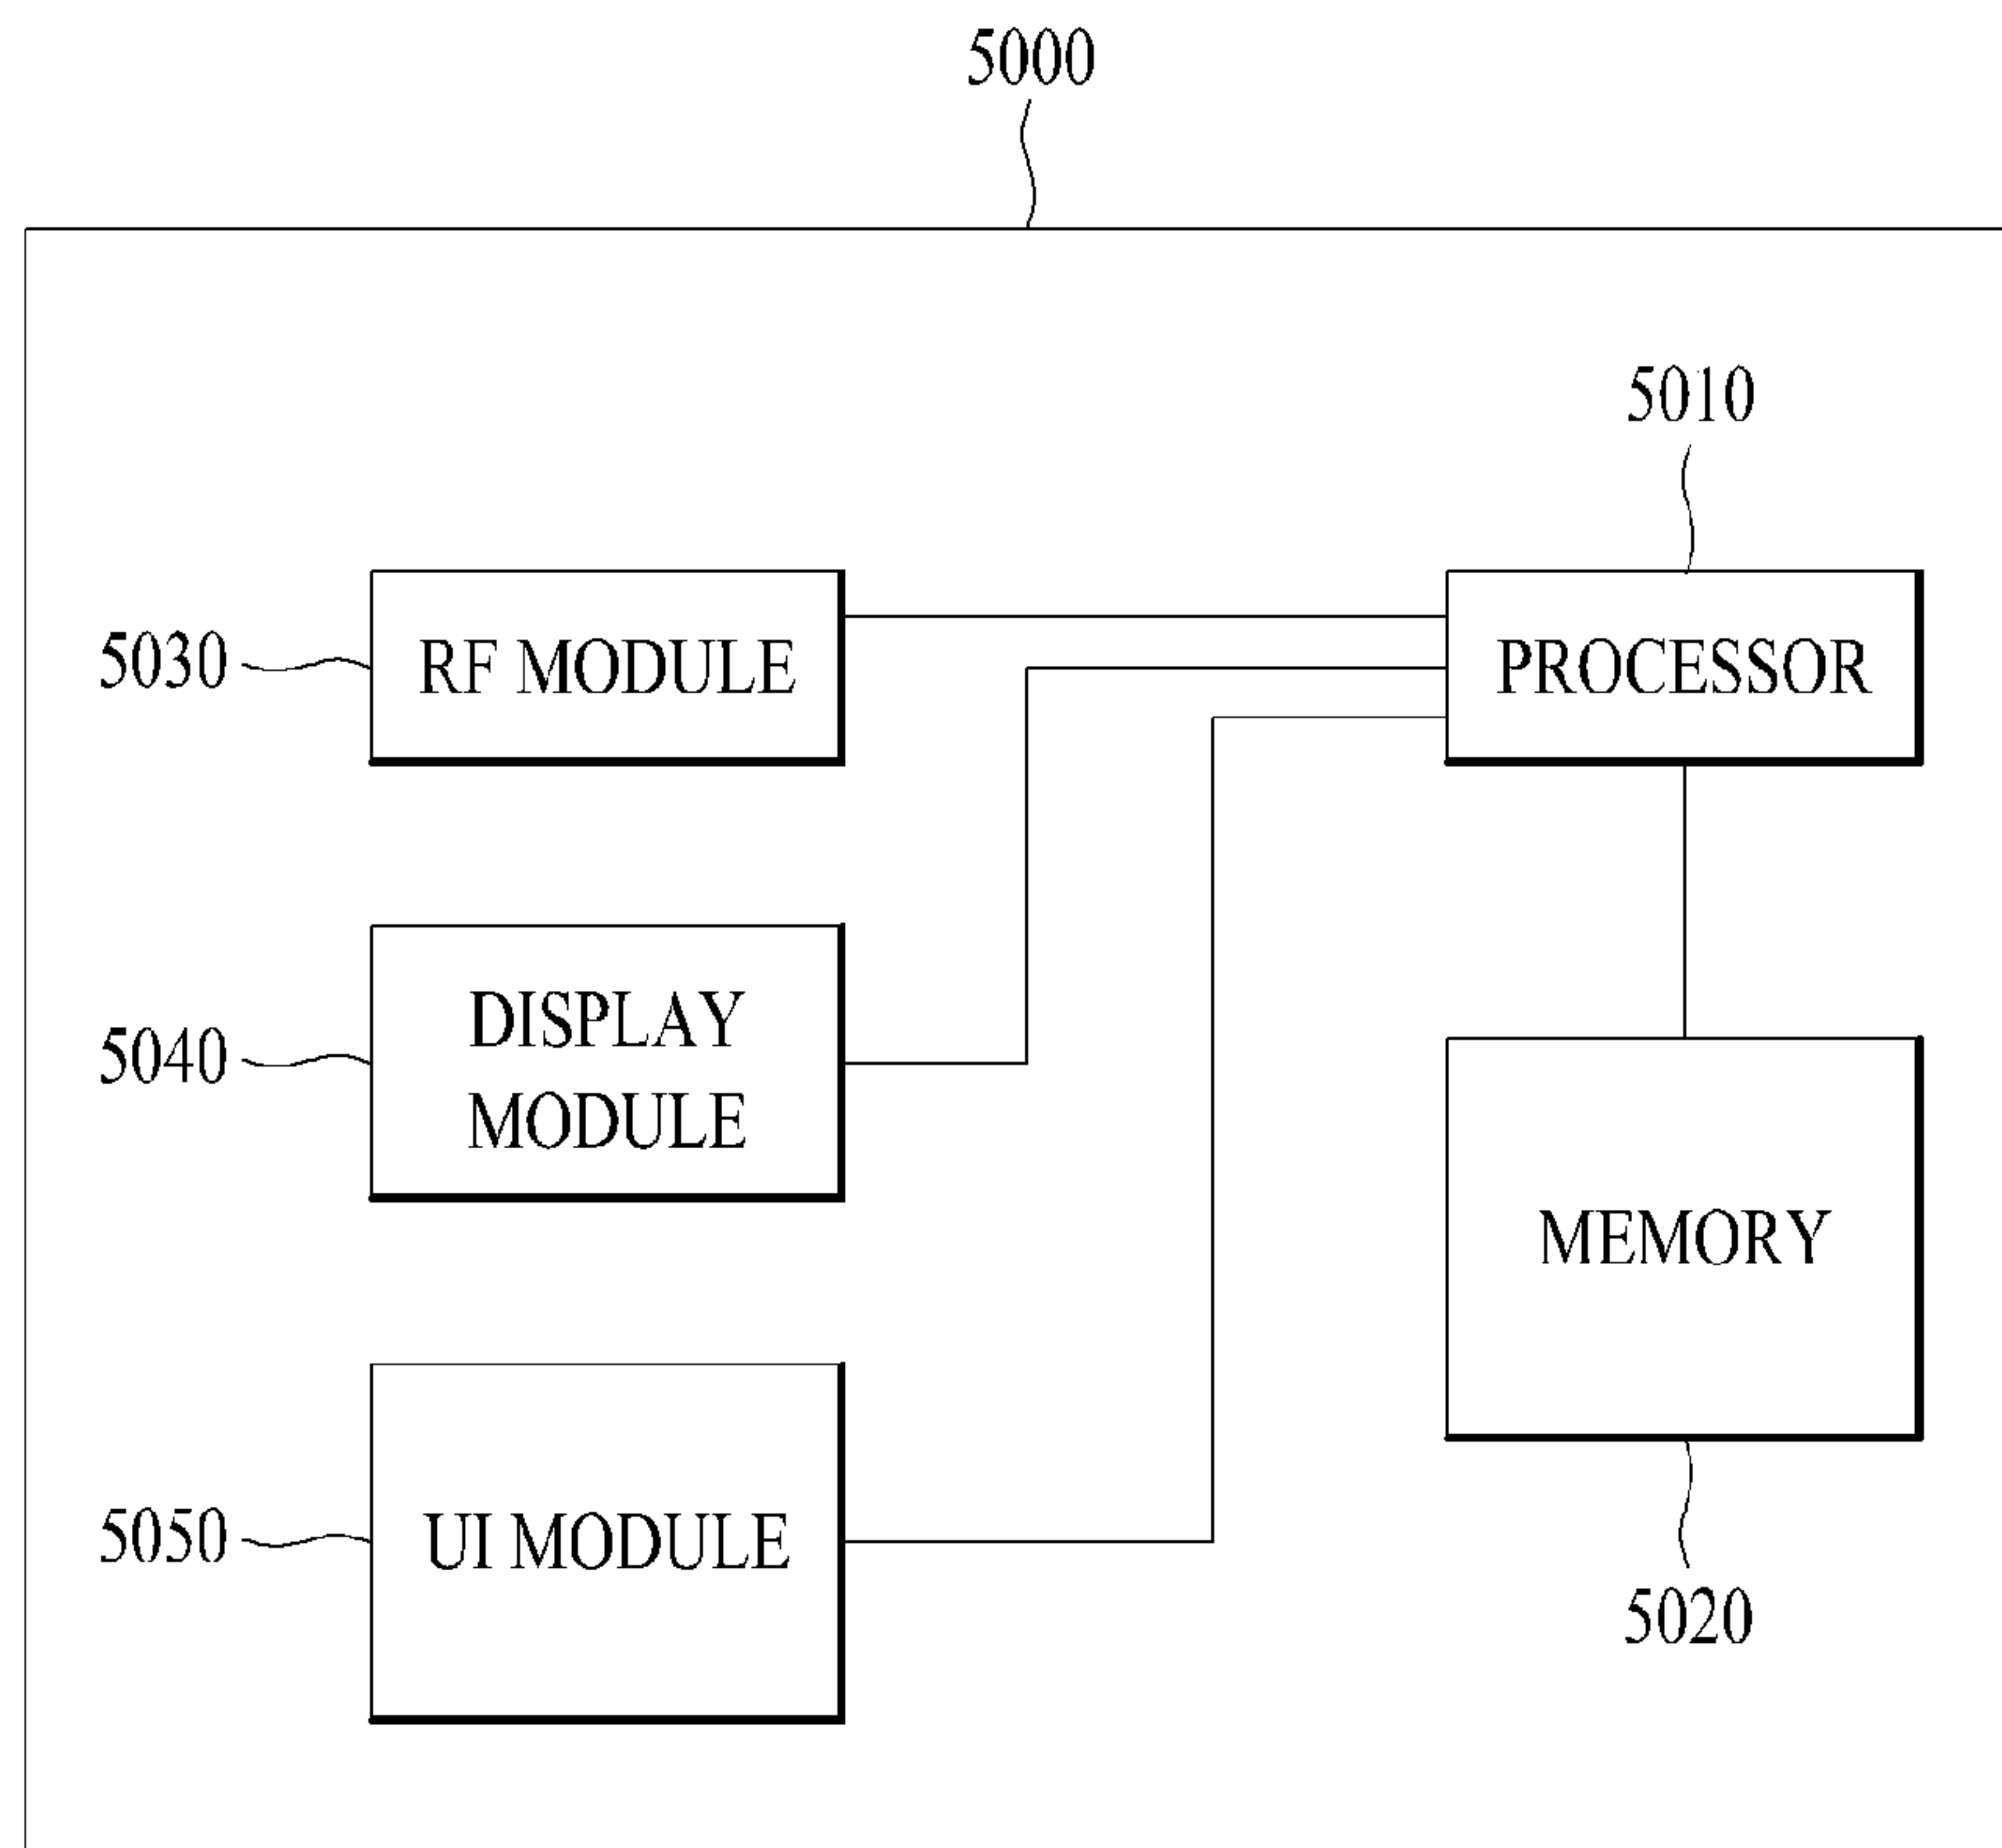 5000
5010
5030
RF MODULE
PROCESSOR
5040
DISPLAY
MODULE
MEMORY
5050
UI MODULE
5020